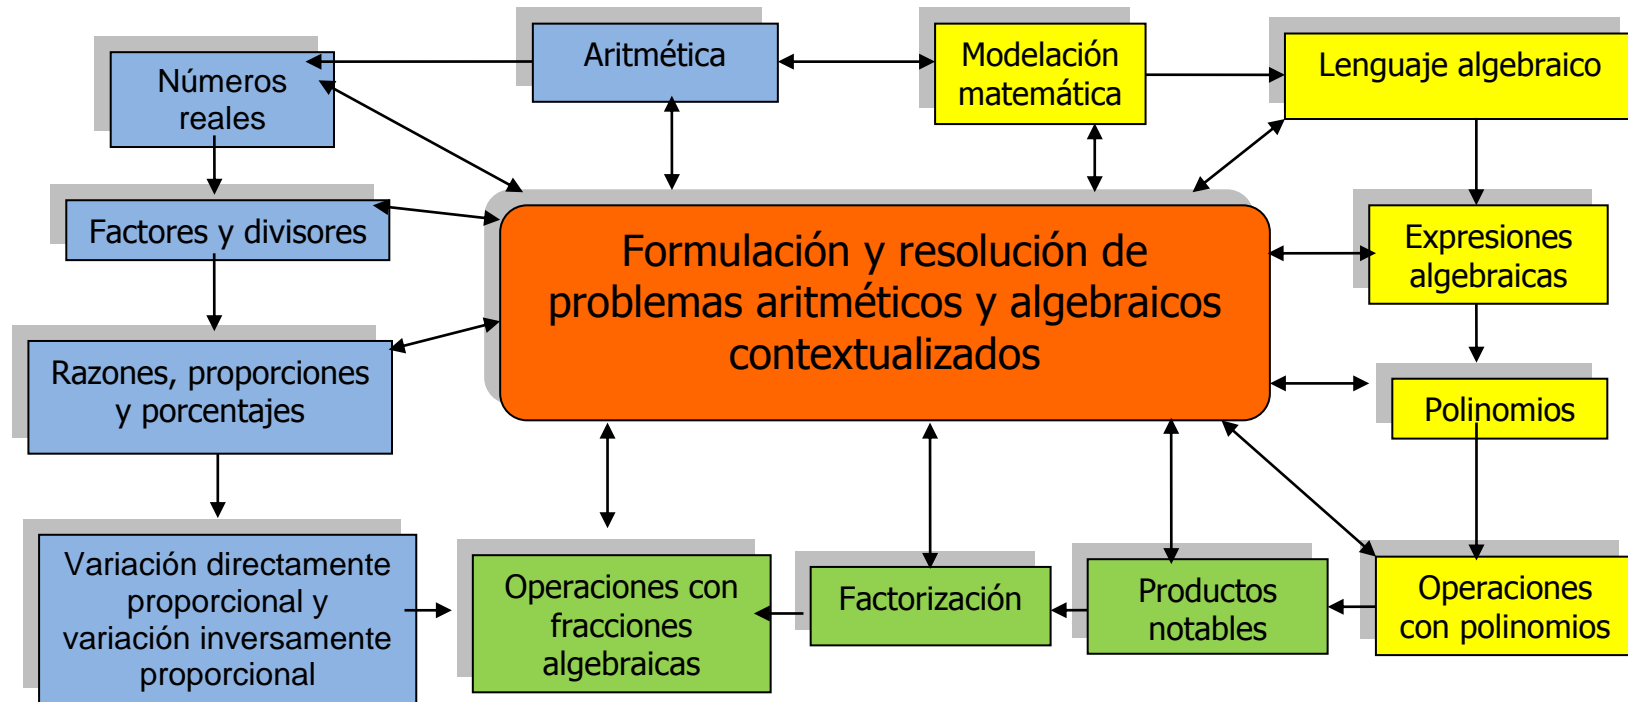 Aritmética
Modelación
matemática
Lenguaje algebraico
Números
reales
Factores y divisores
Formulación y resolución de
problemas aritméticos y algebraicos
contextualizados
Expresiones
algebraicas
Razones, proporciones
y porcentajes
Polinomios
Variación directamente
proporcional y
variación inversamente
proporcional
Operaciones con
fracciones
algebraicas
Factorización
Productos
notables
Operaciones
con polinomios